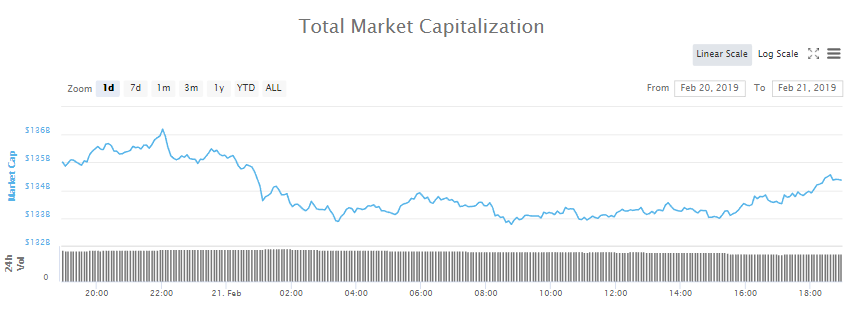 Total Market Capitalization
Linear Scale Log Scale
Zoom 1d 7d 1m 3m 1y YTD ALL From Feb 20, 2019 To Feb 21, 2019
$136B
$135B
$134B
$133B
$132B
Market Cap
24h
Vol
0
20:00 22:00 21. Feb 02:00 04:00 06:00 08:00 10:00 12:00 14:00 16:00 18:00